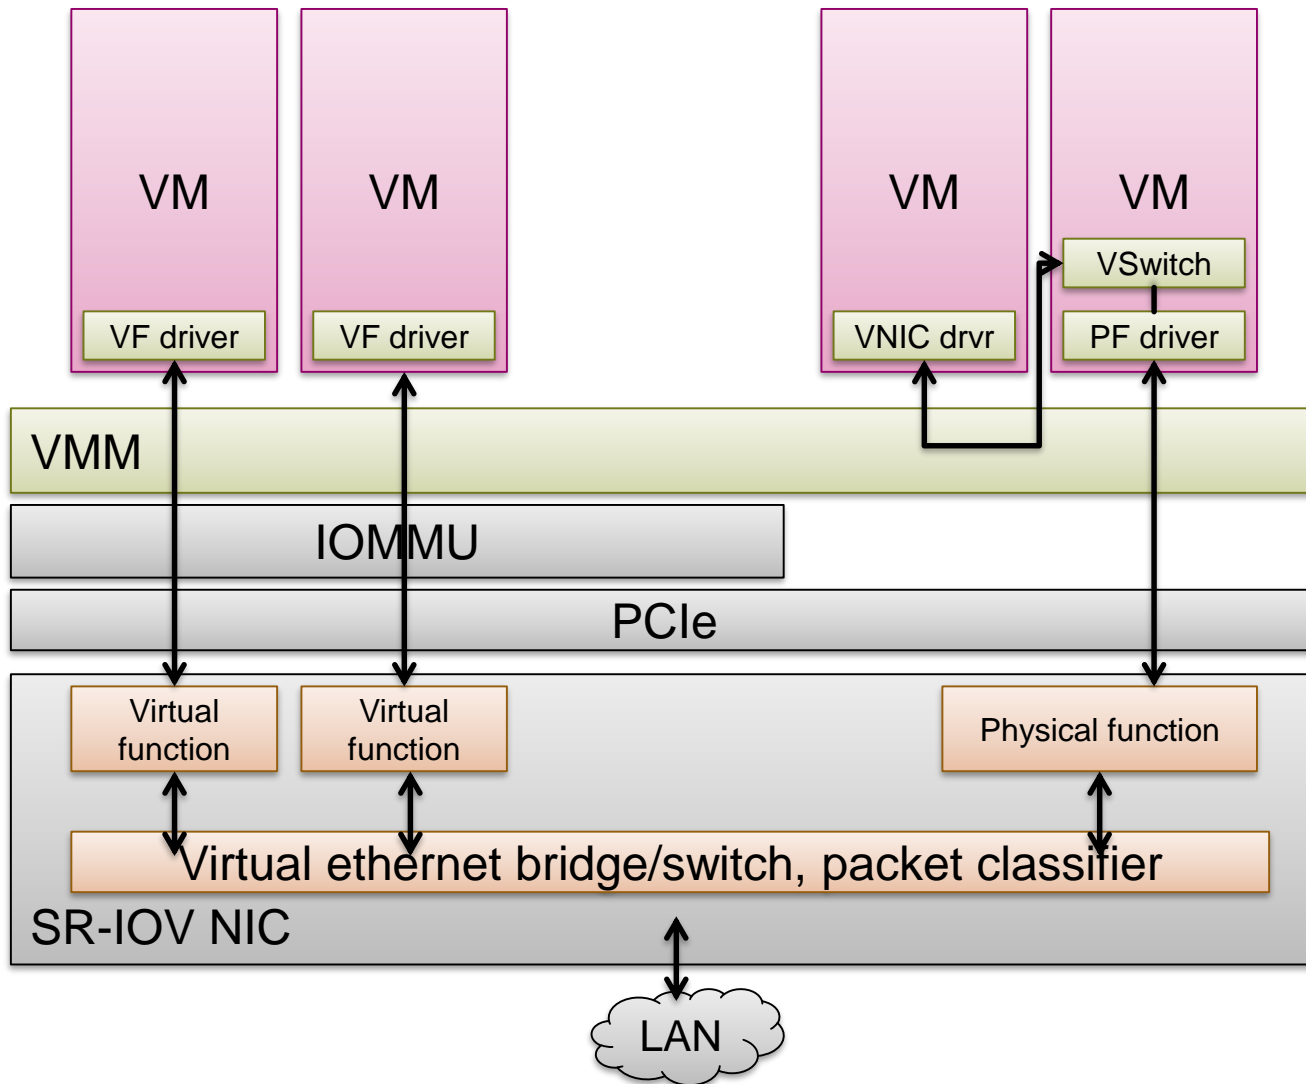 VM
VM
VM
VM
VSwitch
VF driver
VF driver
VNIC drvr
PF driver
VMM
IOMMU
PCIe
Virtual
function
Virtual
function
Physical function
Virtual ethernet bridge/switch, packet classifier
SR-IOV NIC
LAN